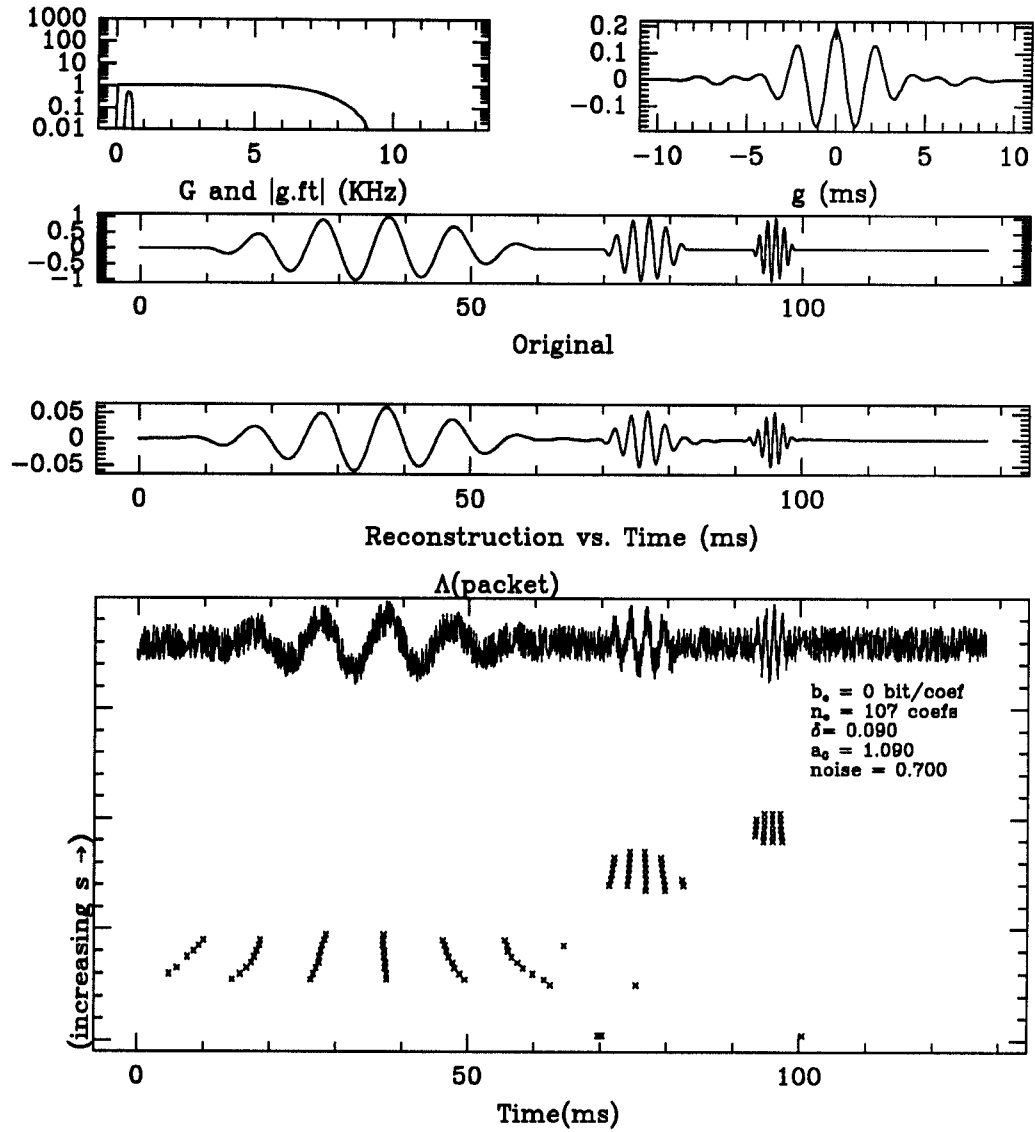 1000
100
10
1
0.1
0.01
0 5 10
G and |g.ft| (KHz)
0.2
0.1
0
−0.1
−10 −5 0 5 10
g (ms)
1
0.5
0
−0.5
−1
0 50 100
Original
0.05
0
−0.05
0 50 100
Reconstruction vs. Time (ms)
Λ(packet)
b_c = 0 bit/coef
n_c = 107 coefs
δ= 0.090
a_G = 1.090
noise = 0.700
(increasing s →)
0 50 100
Time(ms)